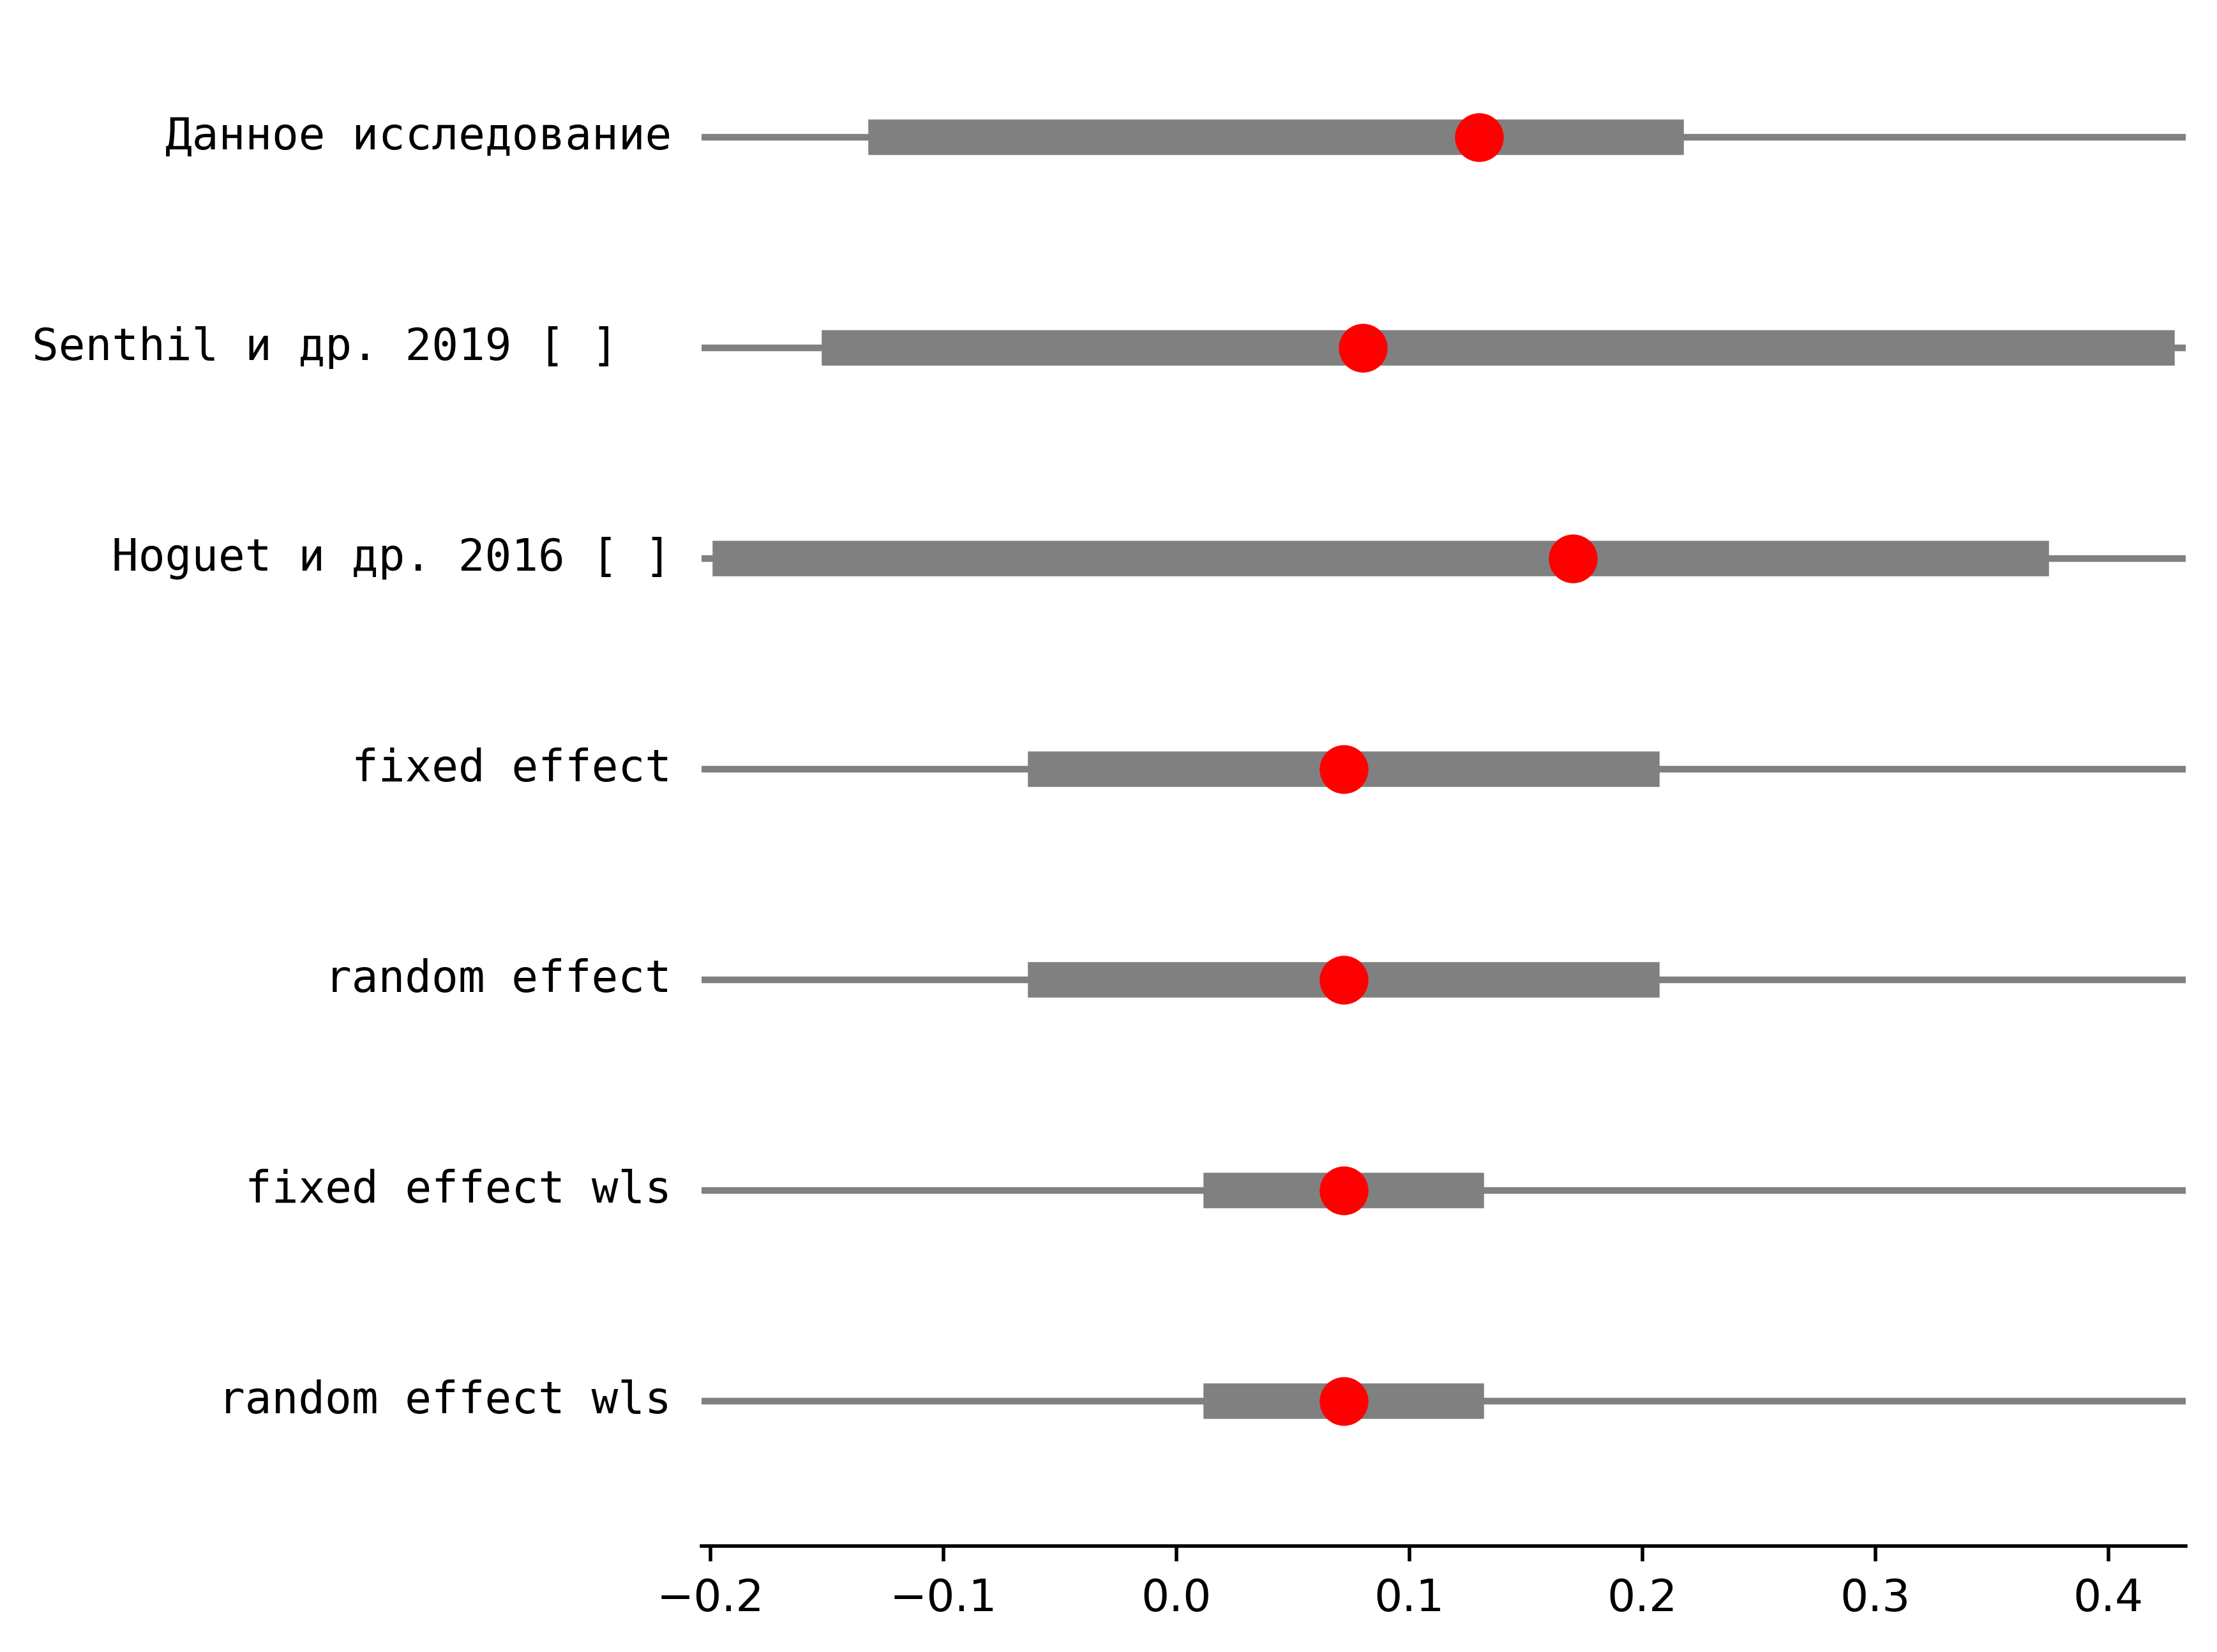 Данное исследование
Senthil и др. 2019 [ ]
Hoguet и др. 2016 [ ]
fixed effect
random effect
fixed effect wls
random effect wls
−0.2 −0.1 0.0 0.1 0.2 0.3 0.4